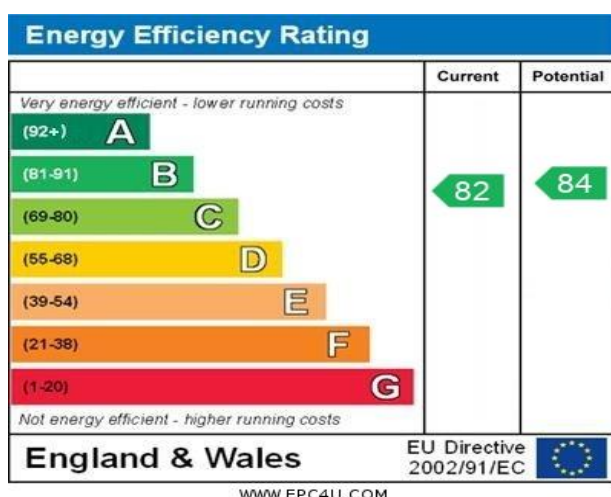 Energy Efficiency Rating
Current Potential
Very energy efficient - lower running costs
(92+) A
(81-91) B
82 84
(69-80) C
(55-68) D
(39-54) E
(21-38) F
(1-20) G
Not energy efficient - higher running costs
England & Wales
EU Directive
2002/91/EC
WWW.EPC4U.COM